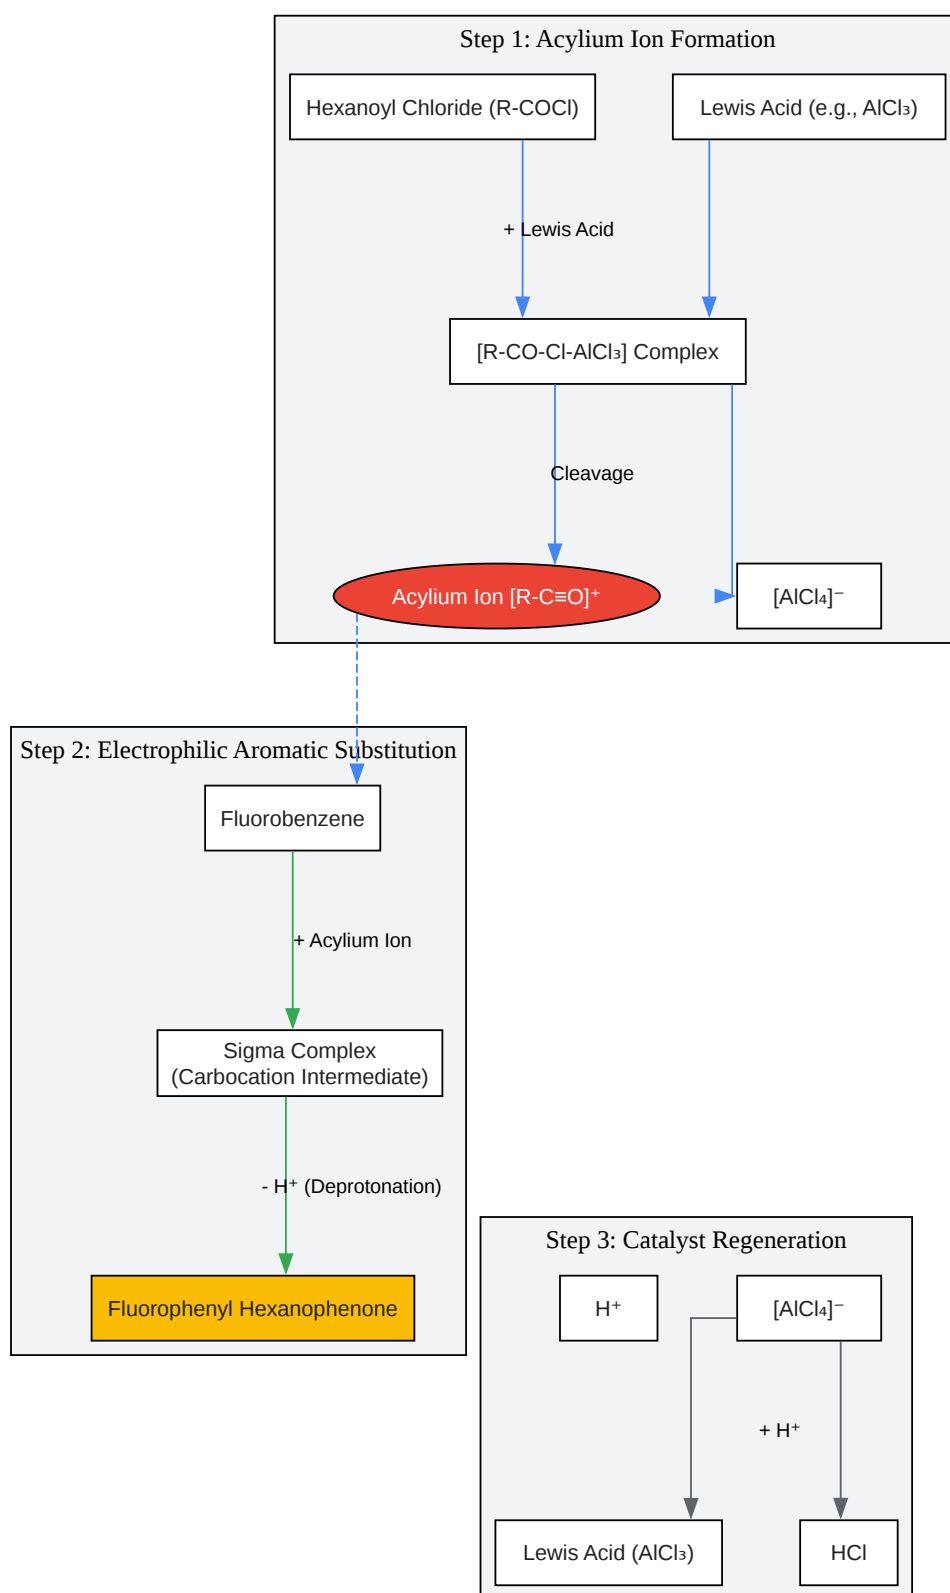 Step 1: Acylium Ion Formation
Hexanoyl Chloride (R-COCl)
Lewis Acid (e.g., AlCl₃)
+ Lewis Acid
[R-CO-Cl-AlCl₃] Complex
Cleavage
Acylium Ion [R-C≡O]⁺
[AlCl₄]⁻
Step 2: Electrophilic Aromatic Substitution
Fluorobenzene
+ Acylium Ion
Sigma Complex
(Carbocation Intermediate)
- H⁺ (Deprotonation)
Fluorophenyl Hexanophenone
Step 3: Catalyst Regeneration
H⁺
[AlCl₄]⁻
+ H⁺
Lewis Acid (AlCl₃)
HCl